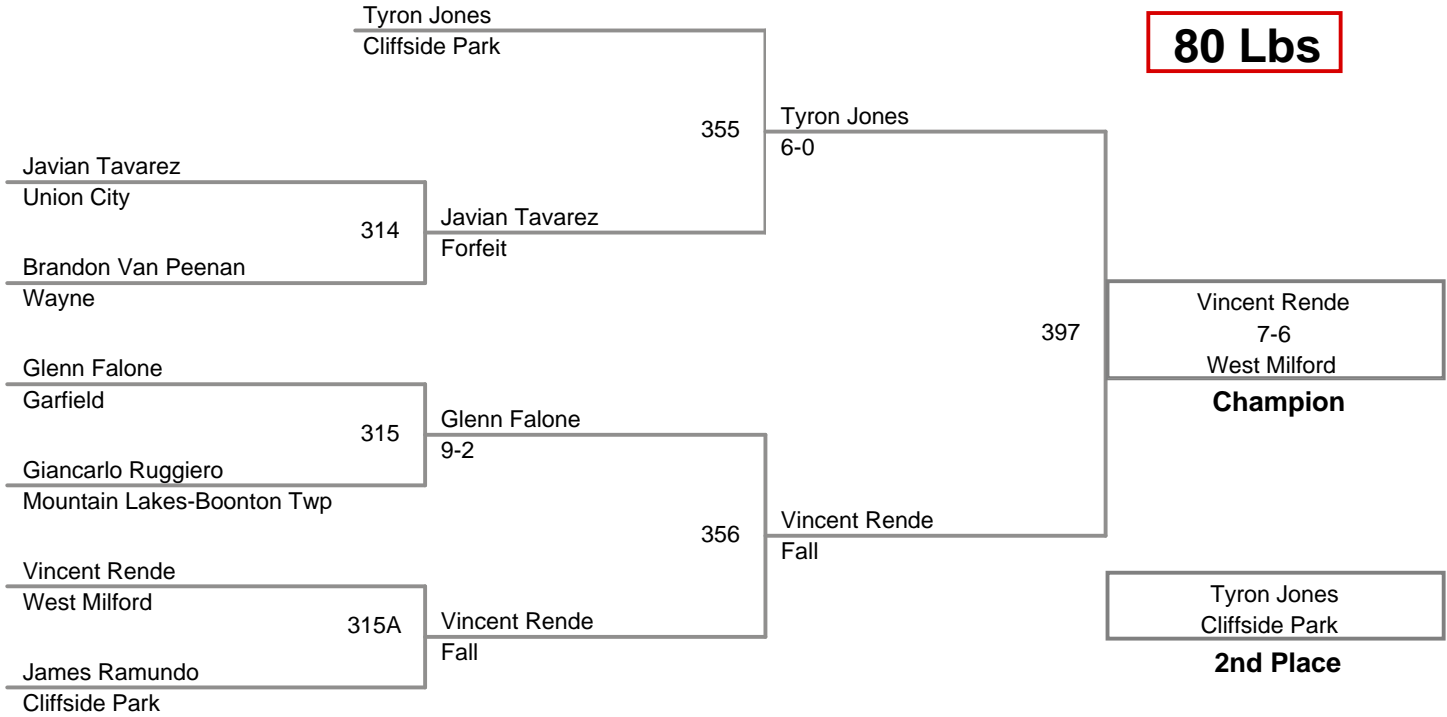 Tyron Jones
Cliffside Park
80 Lbs
355
Tyron Jones
6-0
Javian Tavarez
Union City
314
Javian Tavarez
Forfeit
Brandon Van Peenan
Wayne
397
Vincent Rende
7-6
West Milford
Champion
Glenn Falone
Garfield
315
Glenn Falone
9-2
Giancarlo Ruggiero
Mountain Lakes-Boonton Twp
356
Vincent Rende
Fall
Vincent Rende
West Milford
315A
Vincent Rende
Fall
James Ramundo
Cliffside Park
Tyron Jones
Cliffside Park
2nd Place